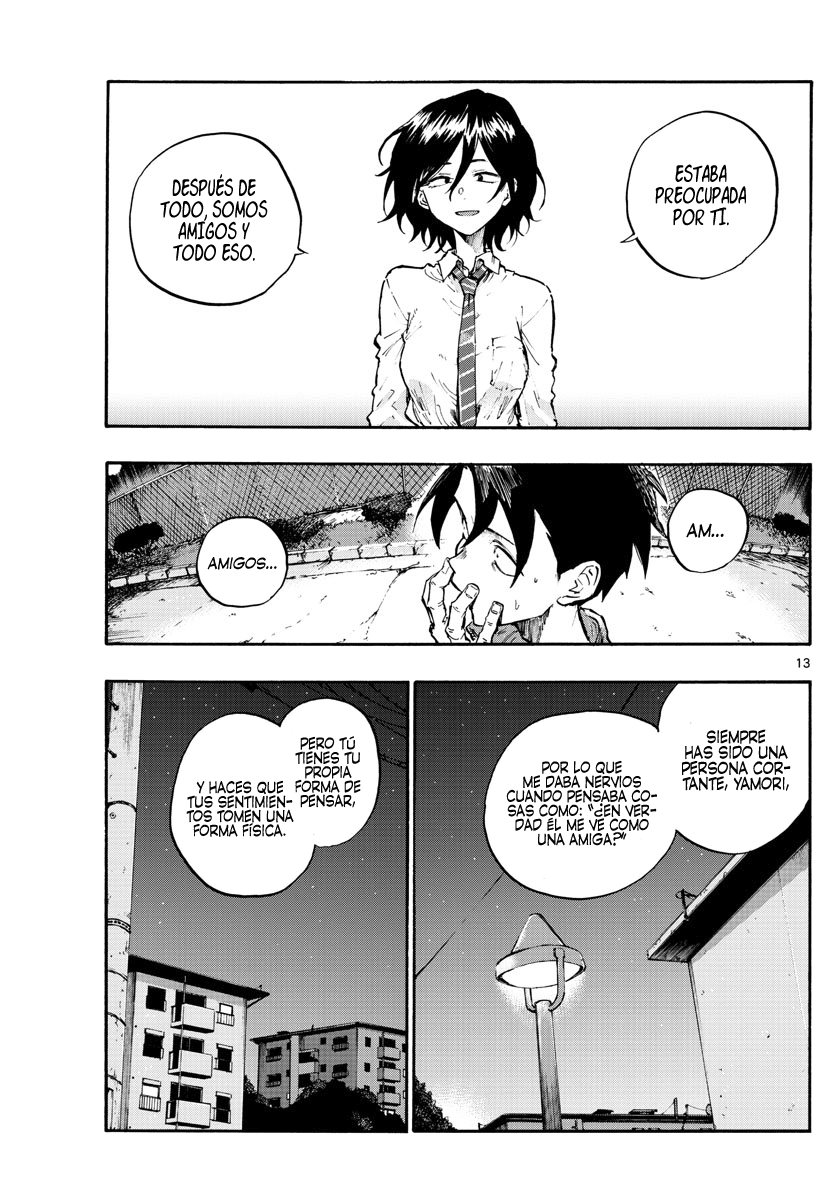 ESTABA
PREOCUPADA
POR TI.
DESPUÉS DE
TODO, SOMOS
AMIGOS Y
TODO ESO.
AM...
AMIGOS...
13
SIEMPRE
HAS SIDO UNA
PERSONA COR-
TANTE, YAMORI,
POR LO QUE
ME DABA NERVIOS
CUANDO PENSABA CO-
SAS COMO: "¿EN VER-
DAD ÉL ME VE COMO
UNA AMIGA?"
PERO TÚ
TIENES TU
PROPIA
FORMA DE
PENSAR,
Y HACES QUE
TUS SENTIMIEN-
TOS TOMEN UNA
FORMA FÍSICA.